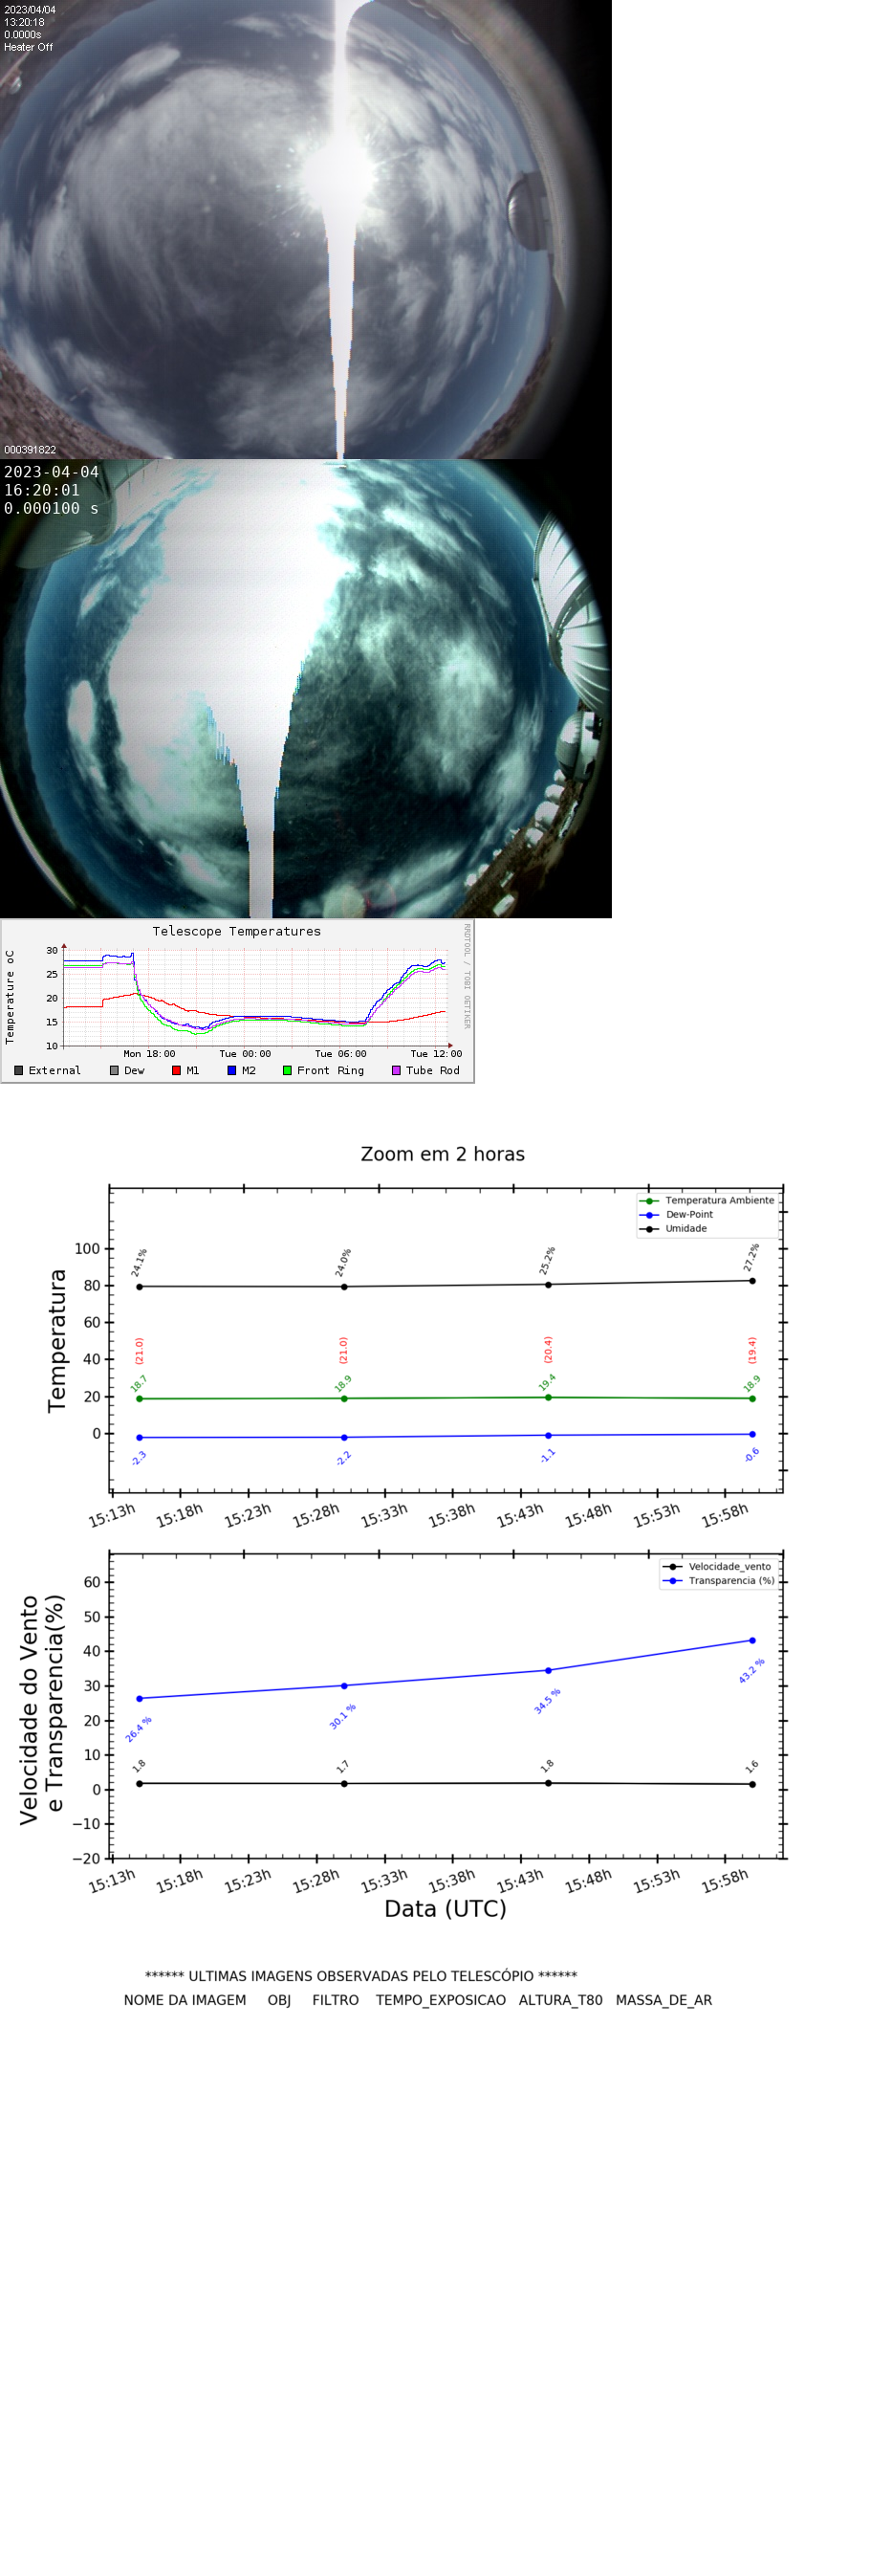 2023/04/04
13:20:18
0.0000s
Heater Off
000391822
2023-04-04
16:20:01
0.000100 s
Telescope Temperatures
RRDTOOL / TOBI OETIKER
Temperature oC
30
25
20
15
10
Mon 18:00 Tue 00:00 Tue 06:00 Tue 12:00
External Dew M1 M2 Front Ring Tube Rod
Zoom em 2 horas
Temperatura Ambiente
Dew-Point
Umidade
Temperatura
100
80
60
40
20
0
24.1% 24.0% 25.2% 27.2%
(21.0) (21.0) (20.4) (19.4)
18.7 18.9 19.4 18.9
-2.3 -2.2 -1.1 -0.6
15:13h 15:18h 15:23h 15:28h 15:33h 15:38h 15:43h 15:48h 15:53h 15:58h
Velocidade_vento
Transparencia (%)
Velocidade do Vento
e Transparencia(%)
60
50
40
30
20
10
0
−10
−20
26.4 % 30.1 % 34.5 % 43.2 %
1.8 1.7 1.8 1.6
15:13h 15:18h 15:23h 15:28h 15:33h 15:38h 15:43h 15:48h 15:53h 15:58h
Data (UTC)
****** ULTIMAS IMAGENS OBSERVADAS PELO TELESCÓPIO ******
NOME DA IMAGEM OBJ FILTRO TEMPO_EXPOSICAO ALTURA_T80 MASSA_DE_AR